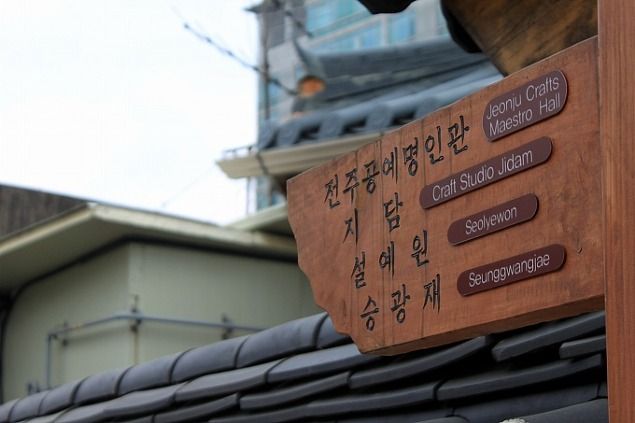 전주공예명인관
Jeonju Crafts
Maestro Hall
지담
Craft Studio Jidam
설예원
Seolyewon
승광재
Seunggwangjae